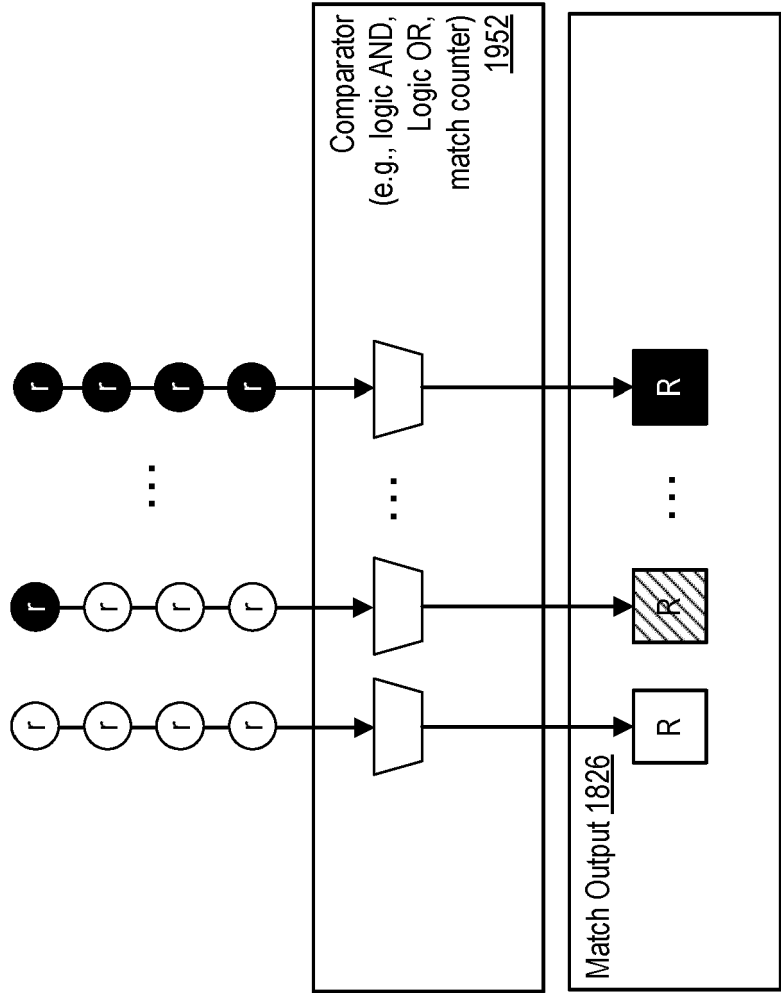 r r r
r r r
...
r r r
r r r
Comparator
(e.g., logic AND,
Logic OR,
match counter)
1952
...
Match Output 1826
R R ... R